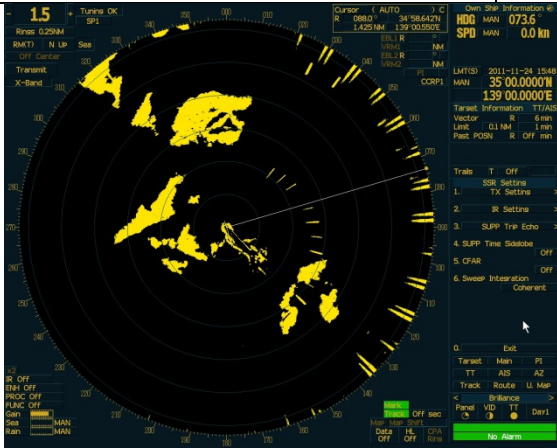 - 1.5 +
Rings 0.25NM
RM(T) N Up
Off Center
Transmit
X-Band
Tuning OK
SP1
Sea
Cursor ( AUTO ) C
R 088.0 ° 34°58.642'N
1.425 NM 139°00.550'E
EBL1 R °
VRM1 NM
EBL2 R °
VRM2 NM
PI
CCRP1
Own Ship Information
HDG MAN 073.6°
SPD MAN 0.0 kn
LMT(S) 2011-11-24 15:48
MAN 35°00.0000'N
139°00.0000'E
Target Information TT/AIS
Vector R 6 min
Limit 0.1 NM 1 min
Past POSN R Off min
Trails T Off
SSR Setting
1. TX Setting >
2. IR Setting >
3. SUPP Trip Echo >
4. SUPP Time Sidelobe
Off
5. CFAR
Off
6. Sweep Integration
Coherent
0. Exit
Target Main PI
TT AIS AZ
Track Route U. Map
< Brilliance >
Panel VID TT Day1
No Alarm
x2
IR Off
ENH Off
PROC Off
FUNC Off
Gain
Sea MAN
Rain MAN
Mark
Track Off sec
Map Map Shift
Data HL CPA
Off Off Ring